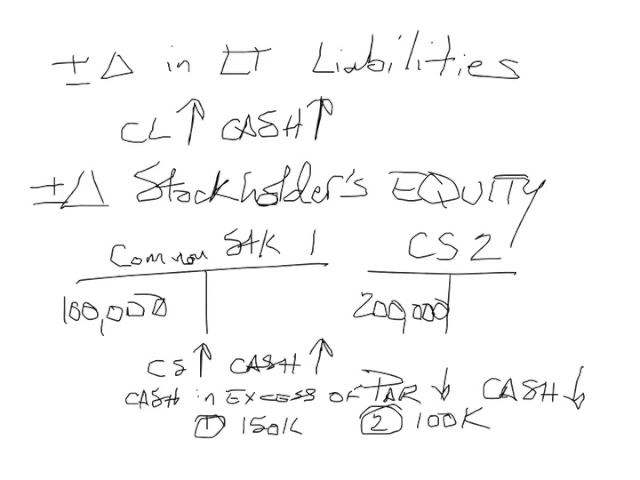 ± Δ in LT Liabilities
CL ↑ CASH ↑
± Δ Stockholder's EQUITY
Common Stk 1 CS 2
100,000 200,000
CS ↑ CASH ↑
CASH in EXCESS OF PAR ↓ CASH ↓
① 150K ② 100K